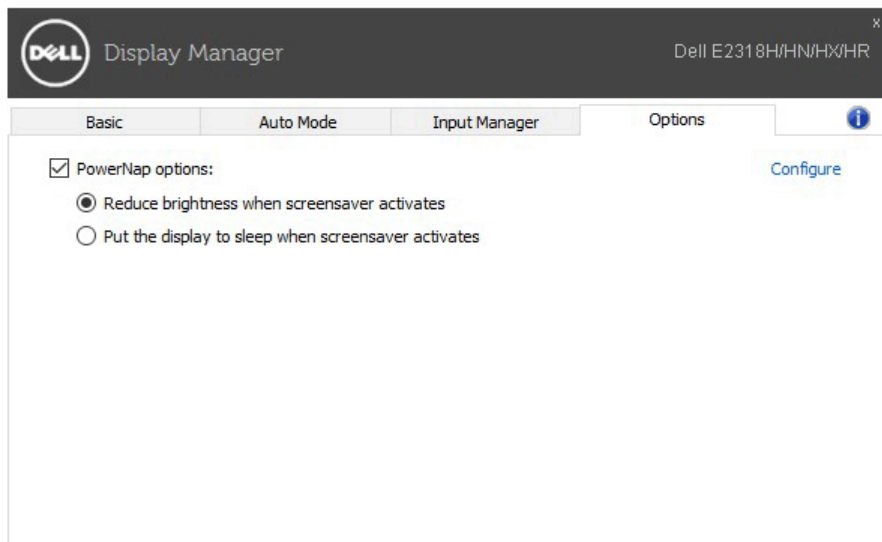 x
DELL Display Manager
Dell E2318H/HN/HX/HR
Basic Auto Mode Input Manager Options i
PowerNap options: Configure
Reduce brightness when screensaver activates
Put the display to sleep when screensaver activates